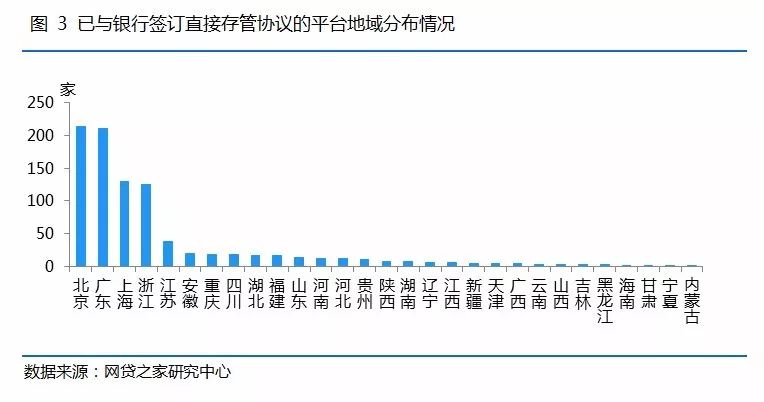 图 3 已与银行签订直接存管协议的平台地域分布情况
家
250
200
150
100
50
0
北京
广东
上海
浙江
江苏
安徽
重庆
四川
湖北
福建
山东
河南
河北
贵州
陕西
湖南
辽宁
江西
新疆
天津
广西
云南
山西
吉林
黑龙江
海南
甘肃
宁夏
内蒙古
数据来源：网贷之家研究中心